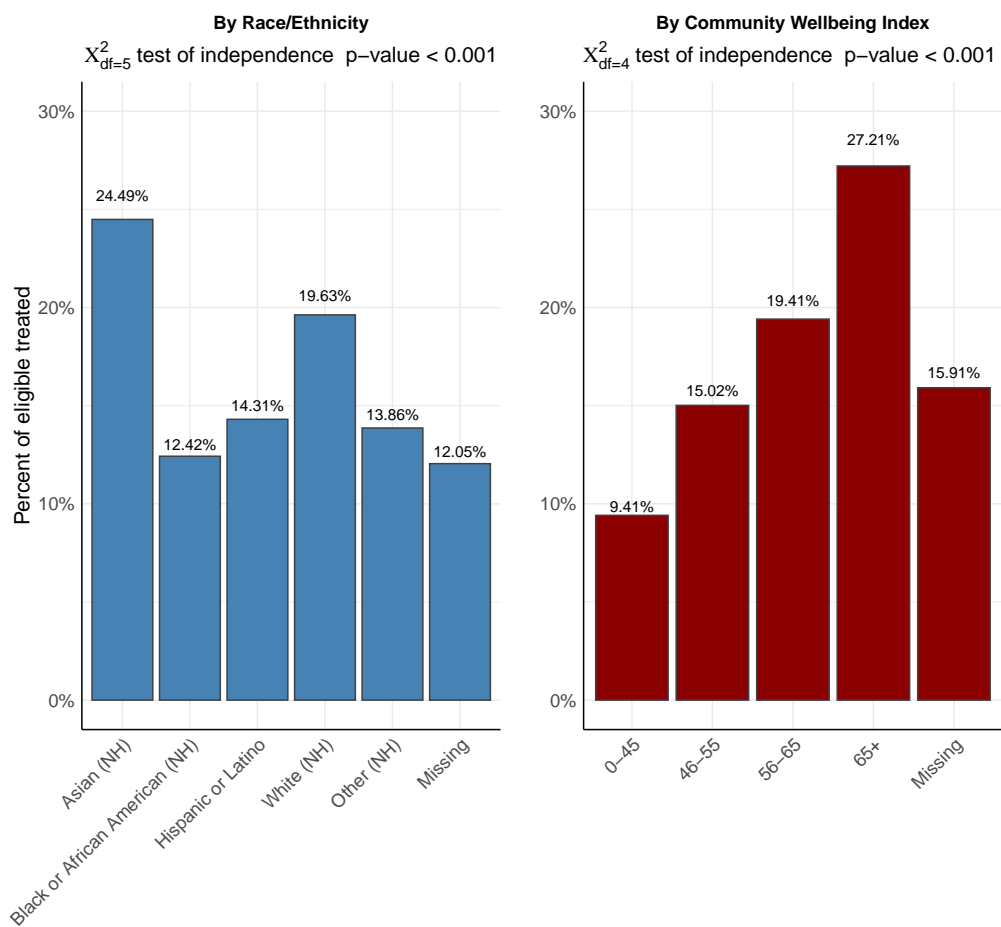 By Race/Ethnicity
X²df=5 test of independence p−value < 0.001
Percent of eligible treated
30%
20%
10%
0%
24.49%
12.42%
14.31%
19.63%
13.86%
12.05%
Asian (NH)
Black or African American (NH)
Hispanic or Latino
White (NH)
Other (NH)
Missing
By Community Wellbeing Index
X²df=4 test of independence p−value < 0.001
30%
20%
10%
0%
9.41%
15.02%
19.41%
27.21%
15.91%
0−45
46−55
56−65
65+
Missing